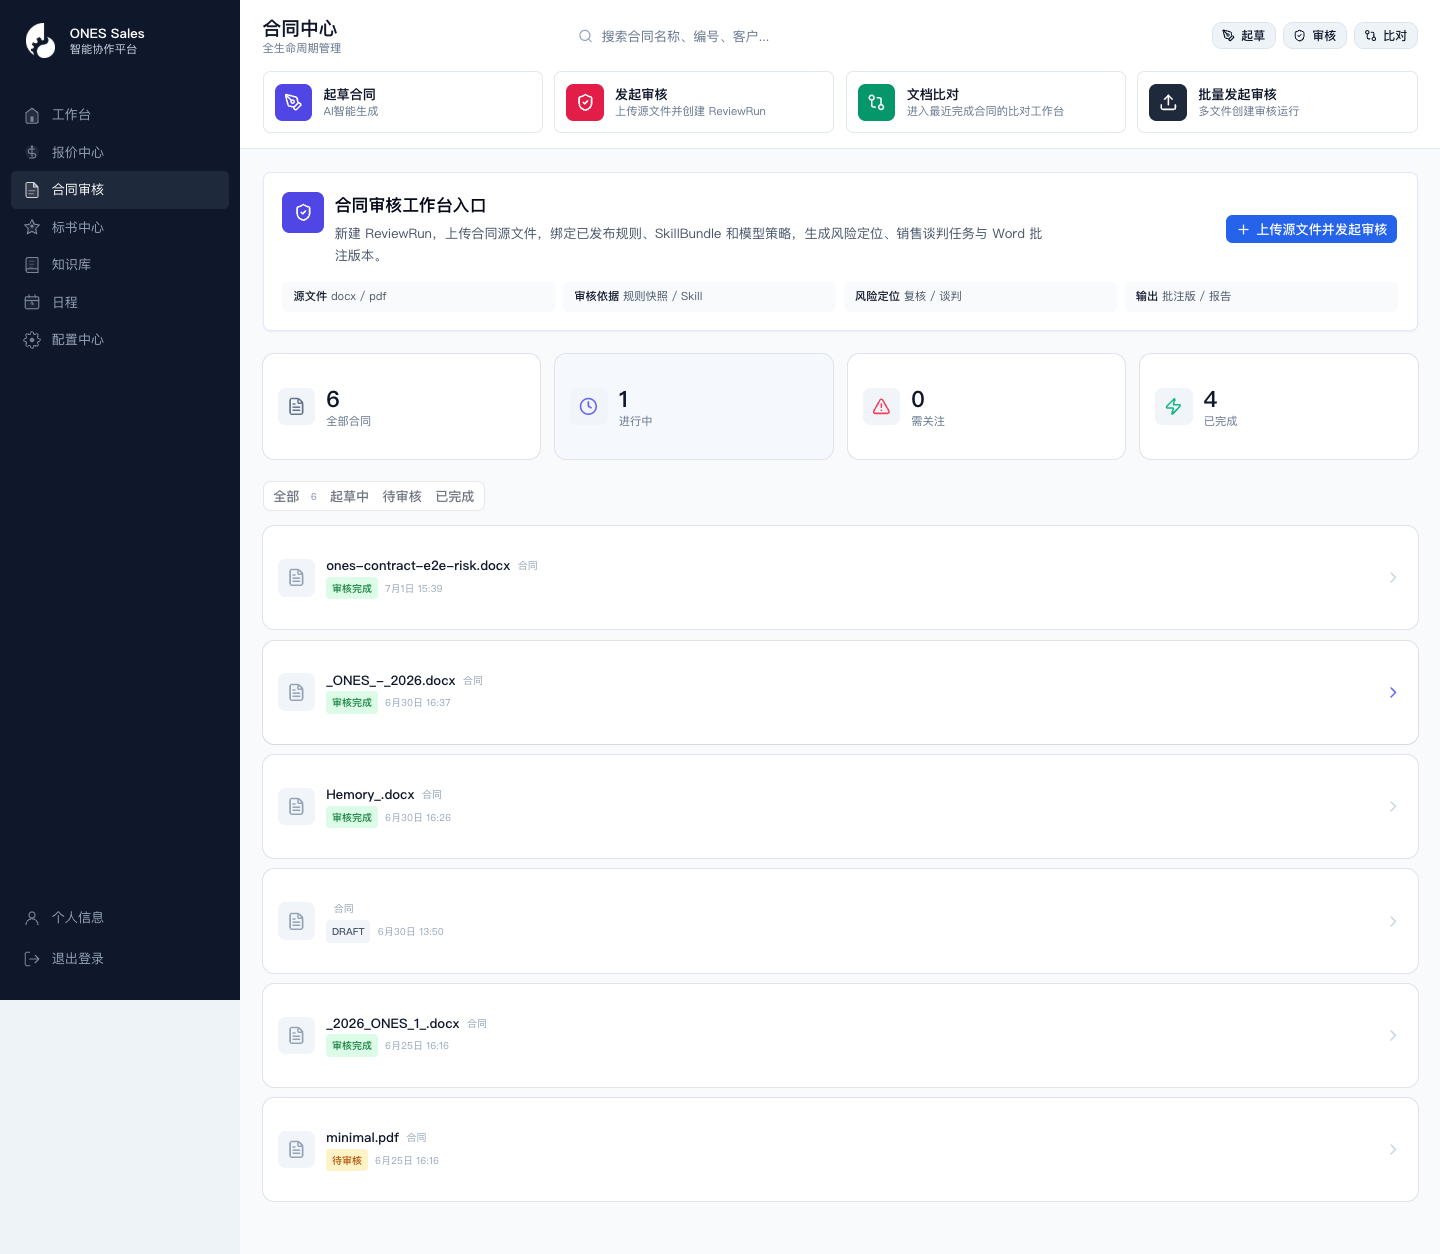 ONES Sales
智能协作平台
工作台
报价中心
合同审核
标书中心
知识库
日程
配置中心
个人信息
退出登录
合同中心
全生命周期管理
搜索合同名称、编号、客户...
起草
审核
比对
起草合同
AI智能生成
发起审核
上传源文件并创建 ReviewRun
文档比对
进入最近完成合同的比对工作台
批量发起审核
多文件创建审核运行
合同审核工作台入口
新建 ReviewRun，上传合同源文件，绑定已发布规则、SkillBundle 和模型策略，生成风险定位、销售谈判任务与 Word 批
注版本。
上传源文件并发起审核
源文件 docx / pdf
审核依据 规则快照 / Skill
风险定位 复核 / 谈判
输出 批注版 / 报告
6
全部合同
1
进行中
0
需关注
4
已完成
全部 6 起草中 待审核 已完成
ones-contract-e2e-risk.docx 合同
审核完成 7月1日 15:39
_ONES_-_2026.docx 合同
审核完成 6月30日 16:37
Hemory_.docx 合同
审核完成 6月30日 16:26
合同
DRAFT 6月30日 13:50
_2026_ONES_1_.docx 合同
审核完成 6月25日 16:16
minimal.pdf 合同
待审核 6月25日 16:16